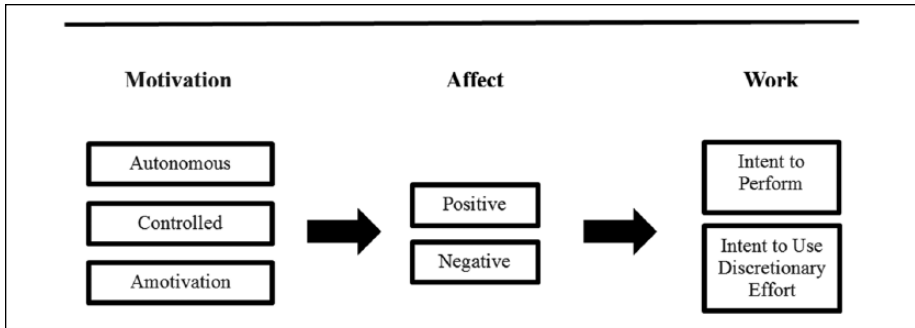 Motivation
Affect
Work
Autonomous
Controlled
Amotivation
Positive
Negative
Intent to
Perform
Intent to Use
Discretionary
Effort